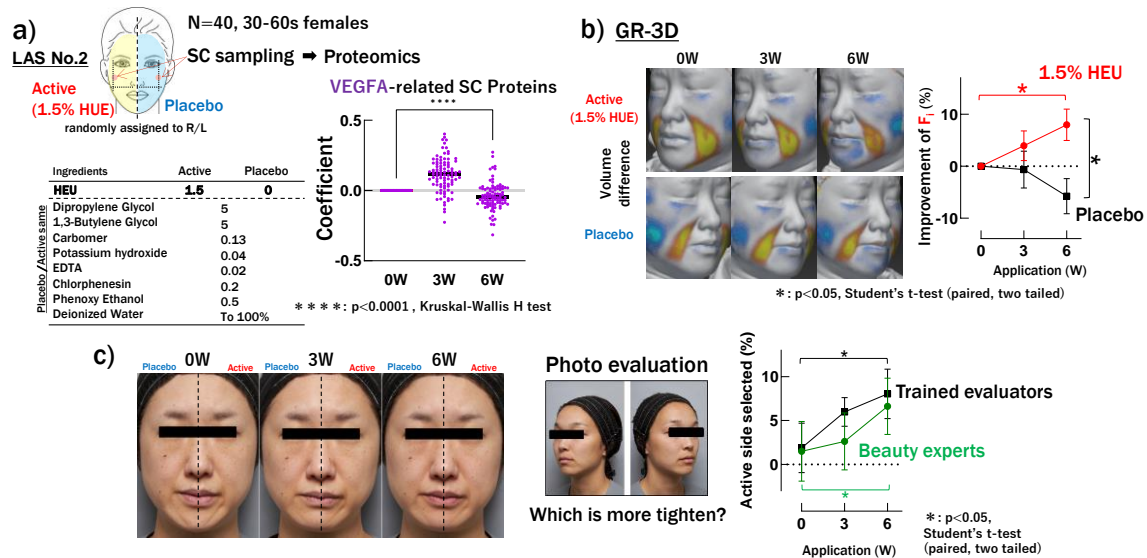 a)
N=40, 30-60s females
LAS No.2
SC sampling ➡ Proteomics
Active
(1.5% HUE)
Placebo
randomly assigned to R/L
VEGFA-related SC Proteins
****
Coefficient
0.5
0.0
-0.5
0W
3W
6W
****: p<0.0001 , Kruskal-Wallis H test
Ingredients Active Placebo
HEU 1.5 0
Placebo/Active same
Dipropylene Glycol 5
1,3-Butylene Glycol 5
Carbomer 0.13
Potassium hydroxide 0.04
EDTA 0.02
Chlorphenesin 0.2
Phenoxy Ethanol 0.5
Deionized Water To 100%
b) GR-3D
0W 3W 6W
Active
(1.5% HUE)
Volume
difference
Placebo
1.5% HEU
*
Improvement of Fi (%)
10
0
-10
*
Placebo
0 3 6
Application (W)
*: p<0.05, Student's t-test (paired, two tailed)
c)
0W 3W 6W
Placebo Active Placebo Active Placebo Active
Photo evaluation
Which is more tighten?
Active side selected (%)
10
5
0
*
Trained evaluators
Beauty experts
*
0 3 6
Application (W)
*: p<0.05,
Student's t-test
(paired, two tailed)